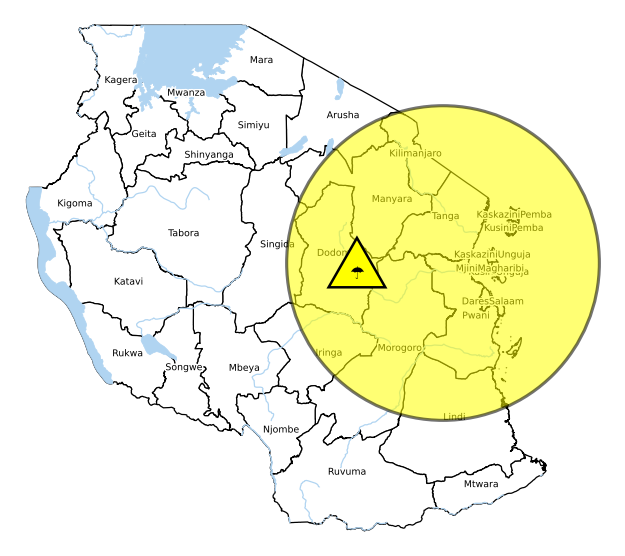 Mara
Kagera
Mwanza
Arusha
Simiyu
Geita
Shinyanga
Kilimanjaro
Manyara
Kigoma
Tanga
KaskaziniPemba
KusiniPemba
Tabora
Singida
Dodom
KaskaziniUnguja
MjiniMagharibi
Katavi
DaresSalaam
Pwani
Morogoro
Iringa
Rukwa
Songwe
Mbeya
Lindi
Njombe
Ruvuma
Mtwara